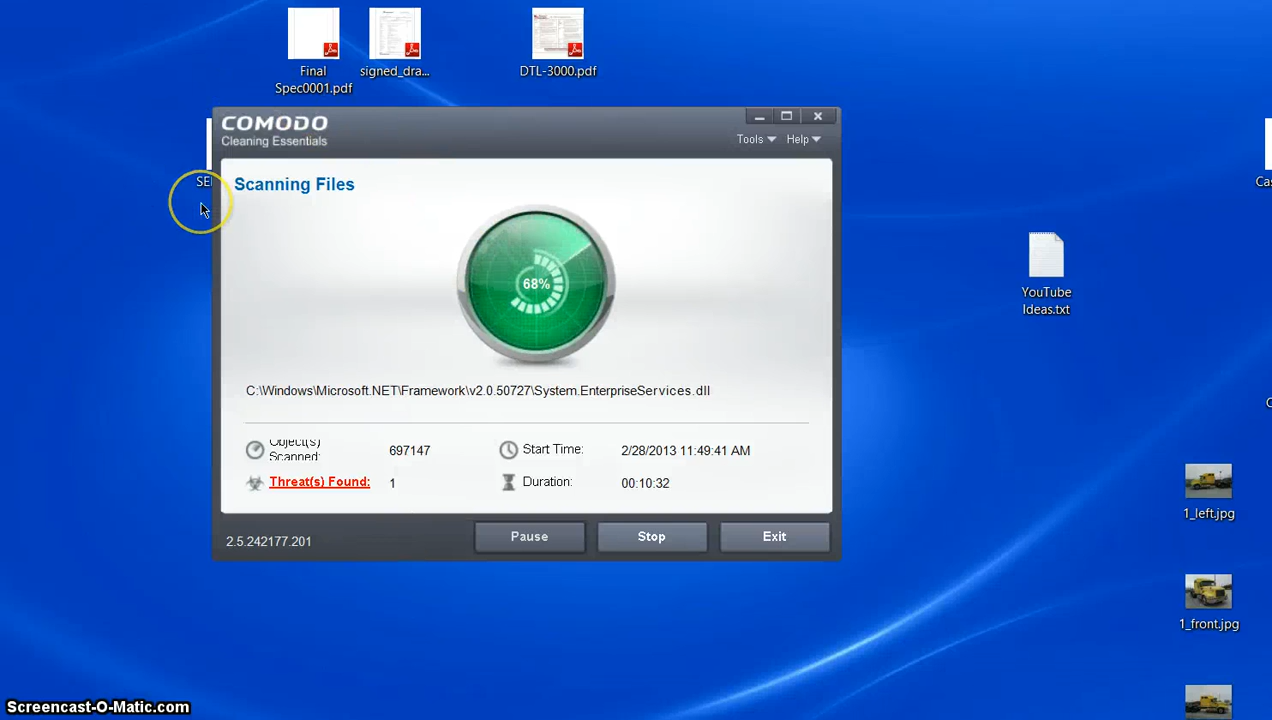 Final
Spec0001.pdf
signed_dra...
DTL-3000.pdf
COMODO
Cleaning Essentials
Tools
Help
Scanning Files
68%
C:\Windows\Microsoft.NET\Framework\v2.0.50727\System.EnterpriseServices.dll
Object(s)
Scanned:
697147
Start Time:
2/28/2013 11:49:41 AM
Threat(s) Found:
1
Duration:
00:10:32
2.5.242177.201
Pause
Stop
Exit
YouTube
Ideas.txt
1_left.jpg
1_front.jpg
Screencast-O-Matic.com